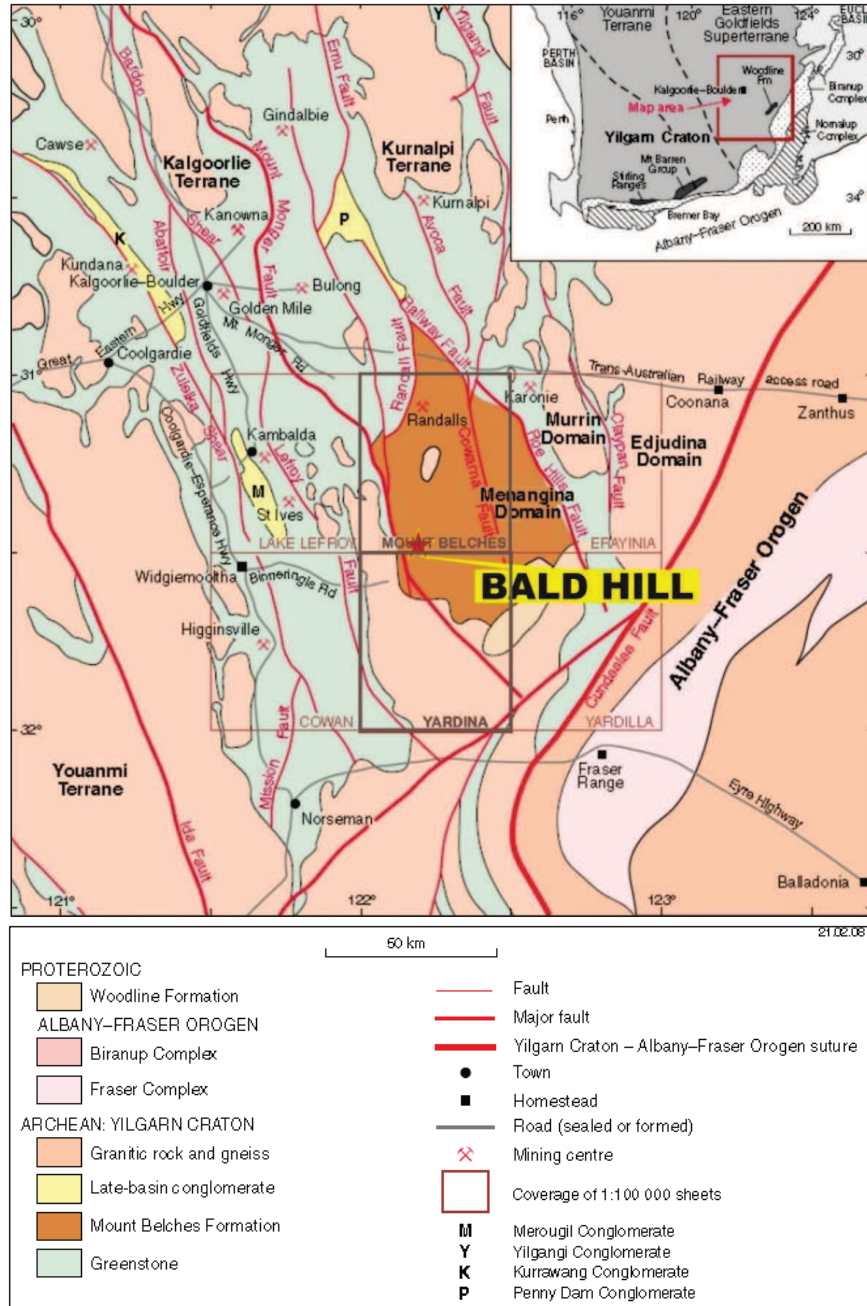 30°
116°
Youanmi
Terrane
120°
Eastern
Goldfields
Superterrane
124°
EUCLA
BASIN
30°
PERTH
BASIN
Kalgoorlie–Boulder
Woodline
Fm
Map area
Biranup
Complex
Nornalup
Complex
Perth
Yilgarn Craton
Mt Barren
Group
Stirling
Ranges
34°
Bremer Bay
Albany–Fraser Orogen
200 km
Bardoc
Emu Fault
Y
Yilgangi
Fault
Gindalbie
Cawse
Kalgoorlie
Terrane
Mount
Monger
Fault
Kurnalpi
Terrane
Kanowna
P
Kurnalpi
K
Abattoir
Shear
Avoca
Fault
Kundana
Kalgoorlie–Boulder
Bulong
Golden Mile
Great
Eastern
Hwy
Goldfields
Hwy
Mt Monger
Rd
Randall Fault
Railway Fault
Coolgardie
31°
Trans-Australian
Railway
access road
Coonana
Zanthus
Zuleika
Shear
Coolgardie–Esperance Hwy
Karonie
Randalls
Cowarna
Fault
Murrin
Domain
Edjudina
Domain
Claypan
Fault
Roe Hills
Fault
Kambalda
Lefroy
M
St Ives
Menangina
Domain
LAKE LEFROY
MOUNT BELCHES
ERAYINIA
Widgiemooltha
Binneringie Rd
Fault
BALD HILL
Higginsville
Albany–Fraser Orogen
Cundeelee
Fault
32°
COWAN
YARDINA
YARDILLA
Youanmi
Terrane
Mission
Fault
Ida Fault
Norseman
Fraser
Range
Eyre Highway
Balladonia
121°
122°
123°
21.02.08
50 km
PROTEROZOIC
Woodline Formation
ALBANY–FRASER OROGEN
Biranup Complex
Fraser Complex
ARCHEAN: YILGARN CRATON
Granitic rock and gneiss
Late-basin conglomerate
Mount Belches Formation
Greenstone
Fault
Major fault
Yilgarn Craton – Albany–Fraser Orogen suture
Town
Homestead
Road (sealed or formed)
Mining centre
Coverage of 1:100 000 sheets
M Merougil Conglomerate
Y Yilgangi Conglomerate
K Kurrawang Conglomerate
P Penny Dam Conglomerate